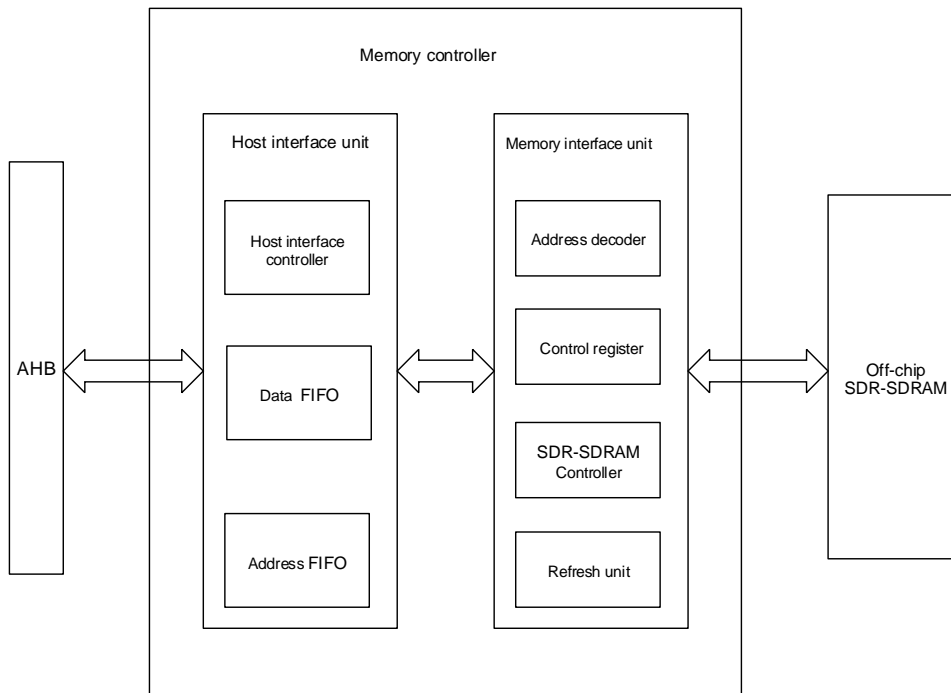 Memory controller
Host interface unit
Memory interface unit
Host interface
controller
Address decoder
AHB
Data FIFO
Control register
Off-chip
SDR-SDRAM
SDR-SDRAM
Controller
Address FIFO
Refresh unit